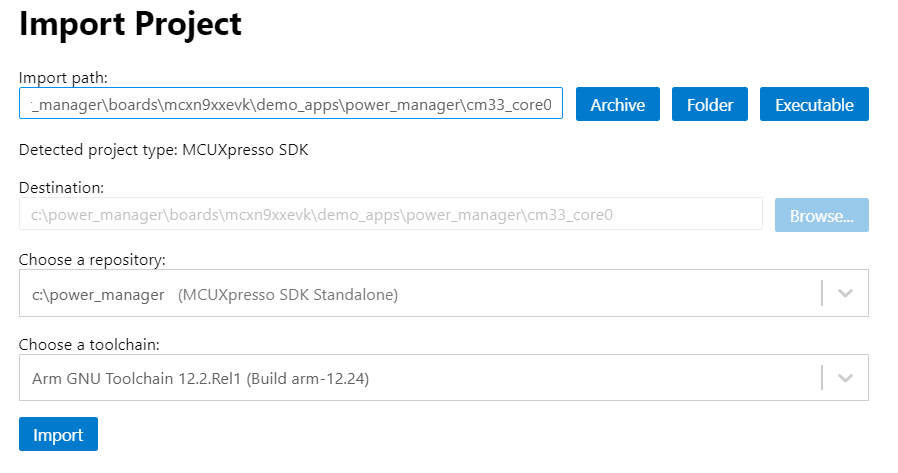 Import Project
Import path:
_manager\boards\mcxn9xxevk\demo_apps\power_manager\cm33_core0 Archive Folder Executable
Detected project type: MCUXpresso SDK
Destination:
c:\power_manager\boards\mcxn9xxevk\demo_apps\power_manager\cm33_core0 Browse...
Choose a repository:
c:\power_manager (MCUXpresso SDK Standalone)
Choose a toolchain:
Arm GNU Toolchain 12.2.Rel1 (Build arm-12.24)
Import